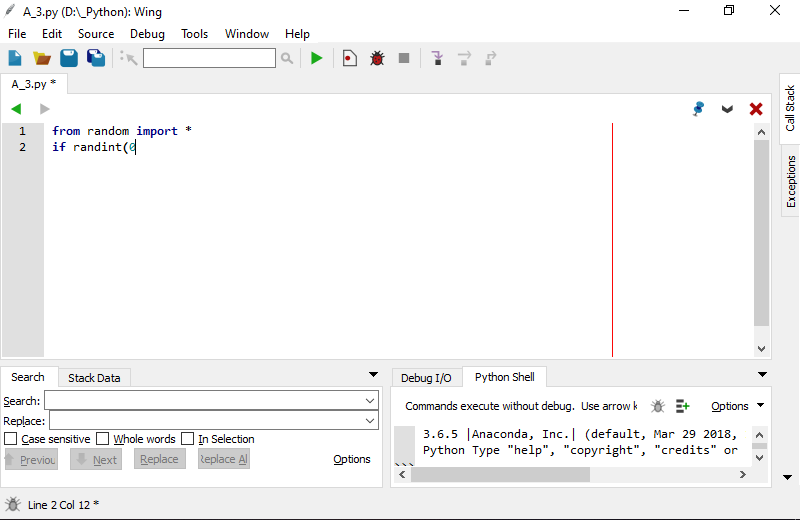 A_3.py (D:\_Python): Wing
File Edit Source Debug Tools Window Help
A_3.py *
1 from random import *
2 if randint(0
Call Stack
Exceptions
Search Stack Data
Search:
Replace:
Case sensitive Whole words In Selection
Previou Next Replace Replace Al
Options
Debug I/O Python Shell
Commands execute without debug. Use arrow k Options
3.6.5 |Anaconda, Inc.| (default, Mar 29 2018,
Python Type "help", "copyright", "credits" or
>>>
Line 2 Col 12 *